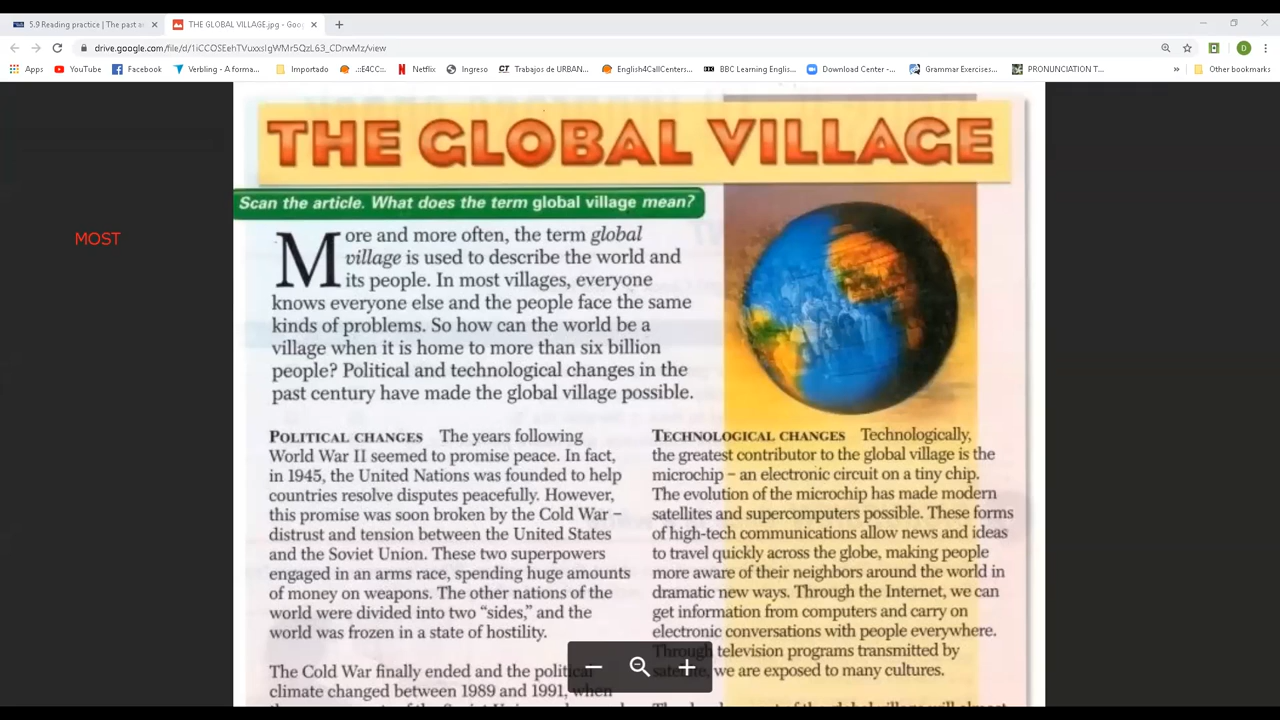 5.9 Reading practice | The past a
THE GLOBAL VILLAGE.jpg - Goo
drive.google.com/file/d/1iCCOSEehTVuxxsIgWMr5QzL63_CDrwMz/view
D
Apps YouTube Facebook Verbling - A forma... Importado .::E4CC::. Netflix Ingreso CT Trabajos de URBAN... English4CallCenters... BBC Learning Englis... Download Center -... Grammar Exercises... PRONUNCIATION T... » Other bookmarks
THE GLOBAL VILLAGE
Scan the article. What does the term global village mean?
MOST
More and more often, the term global
village is used to describe the world and
its people. In most villages, everyone
knows everyone else and the people face the same
kinds of problems. So how can the world be a
village when it is home to more than six billion
people? Political and technological changes in the
past century have made the global village possible.
POLITICAL CHANGES The years following
World War II seemed to promise peace. In fact,
in 1945, the United Nations was founded to help
countries resolve disputes peacefully. However,
this promise was soon broken by the Cold War –
distrust and tension between the United States
and the Soviet Union. These two superpowers
engaged in an arms race, spending huge amounts
of money on weapons. The other nations of the
world were divided into two “sides,” and the
world was frozen in a state of hostility.
The Cold War finally ended and the political
climate changed between 1989 and 1991, when
TECHNOLOGICAL CHANGES Technologically,
the greatest contributor to the global village is the
microchip – an electronic circuit on a tiny chip.
The evolution of the microchip has made modern
satellites and supercomputers possible. These forms
of high-tech communications allow news and ideas
to travel quickly across the globe, making people
more aware of their neighbors around the world in
dramatic new ways. Through the Internet, we can
get information from computers and carry on
electronic conversations with people everywhere.
Through television programs transmitted by
satellite, we are exposed to many cultures.